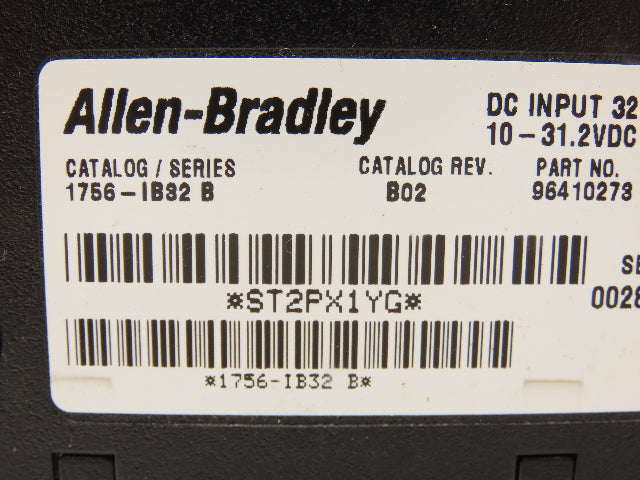 Allen-Bradley
DC INPUT 32
10-31.2VDC
CATALOG / SERIES
1756-IB32 B
CATALOG REV.
B02
PART NO.
96410273
*ST2PX1YG*
0028
*1756-IB32 B*